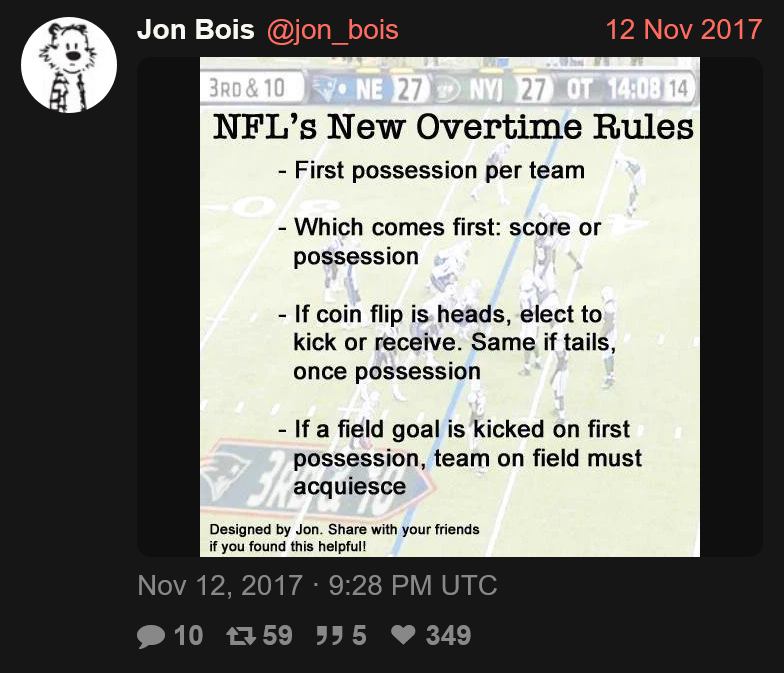 Jon Bois @jon_bois 12 Nov 2017
3RD & 10 NE 27 NYJ 27 OT 14:08 14
NFL's New Overtime Rules
- First possession per team
- Which comes first: score or
possession
- If coin flip is heads, elect to
kick or receive. Same if tails,
once possession
- If a field goal is kicked on first
possession, team on field must
acquiesce
3RD & 10
Designed by Jon. Share with your friends
if you found this helpful!
Nov 12, 2017 · 9:28 PM UTC
10 59 5 349